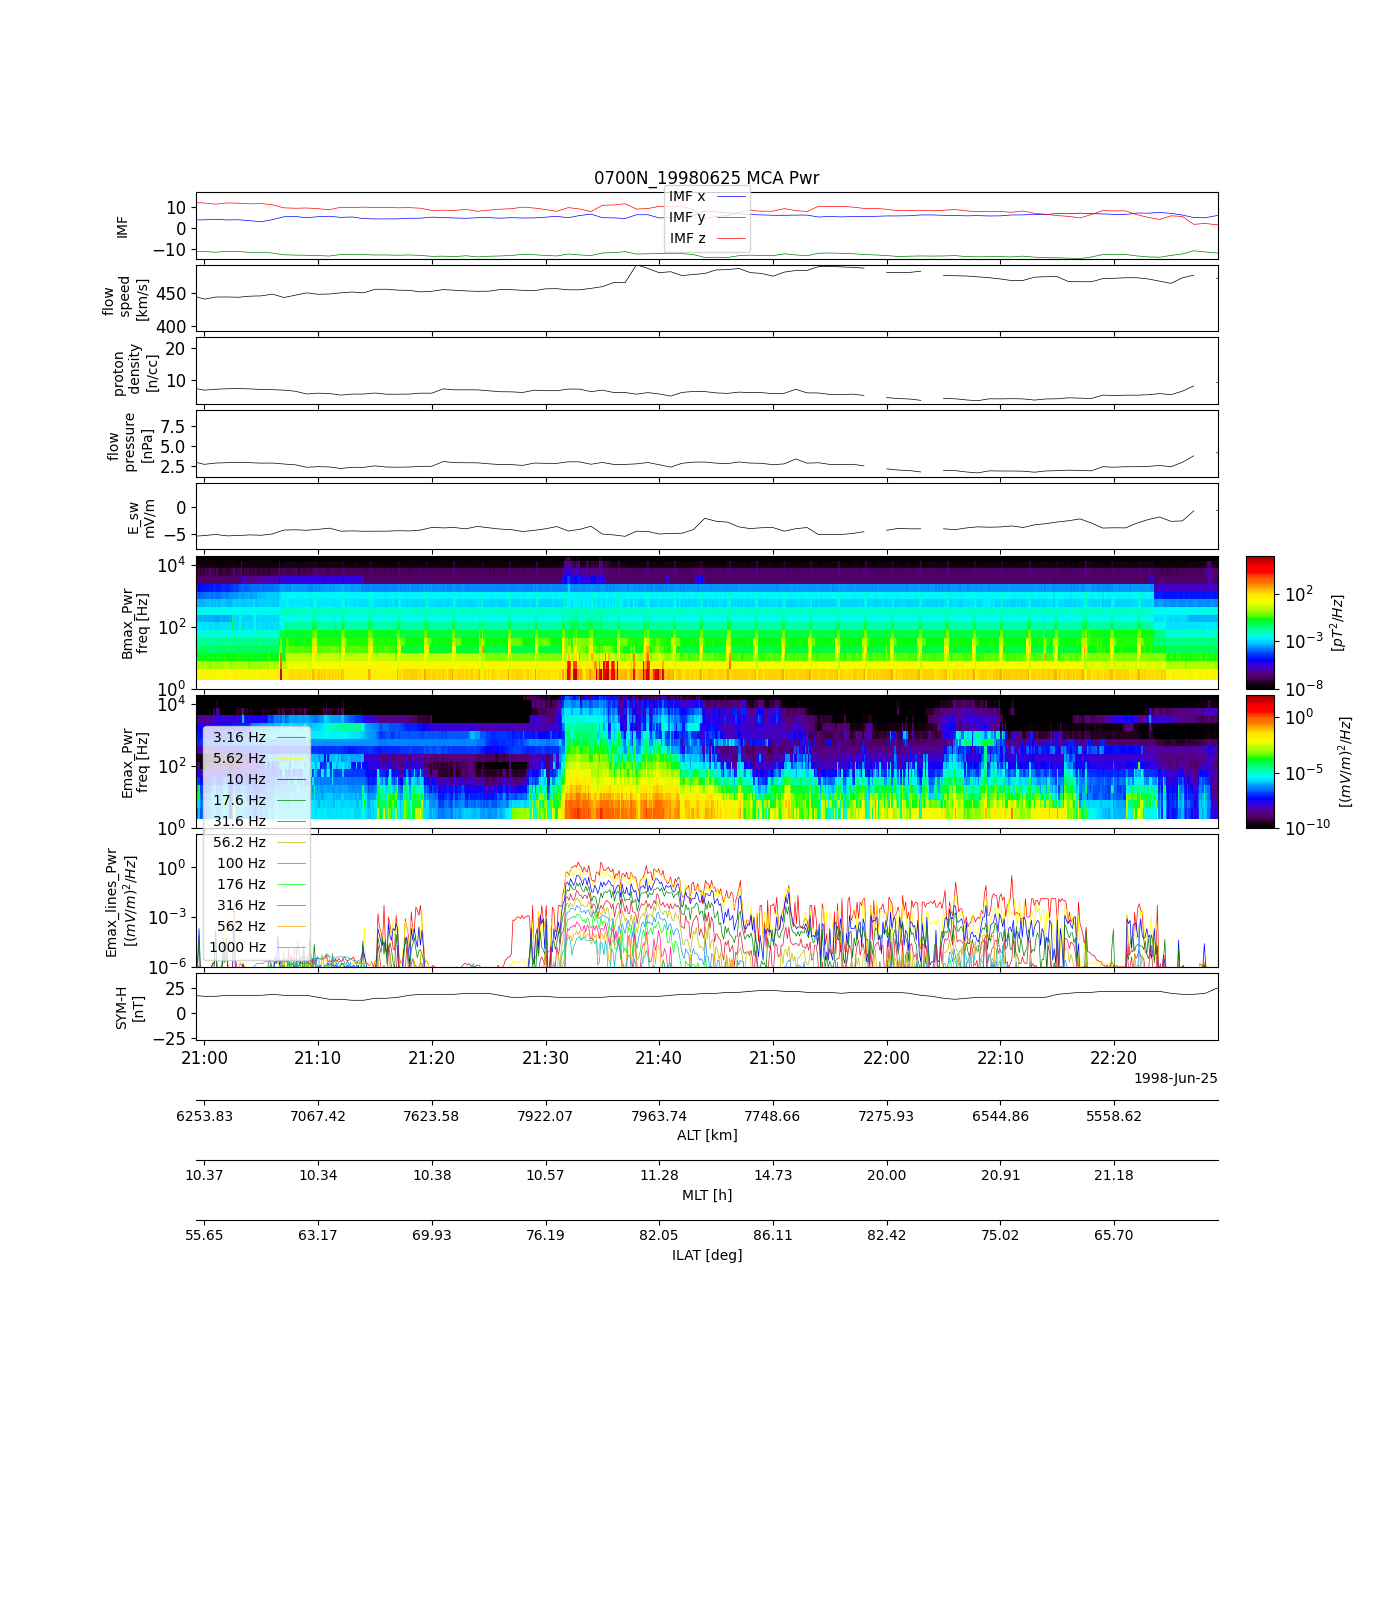 0700N_19980625 MCA Pwr
IMF
10
0
−10
IMF x
IMF y
IMF z
flow
speed
[km/s]
450
400
proton
density
[n/cc]
20
10
flow
pressure
[nPa]
7.5
5.0
2.5
E_sw
mV/m
0
−5
Bmax_Pwr
freq [Hz]
10^4
10^2
10^0
10^2
10^−3
10^−8
[pT^2/Hz]
Emax_Pwr
freq [Hz]
10^4
10^2
10^0
10^0
10^−5
10^−10
[(mV/m)^2/Hz]
3.16 Hz
5.62 Hz
10 Hz
17.6 Hz
31.6 Hz
56.2 Hz
100 Hz
176 Hz
316 Hz
562 Hz
1000 Hz
Emax_lines_Pwr
[(mV/m)^2/Hz]
10^0
10^−3
10^−6
SYM-H
[nT]
25
0
−25
21:00 21:10 21:20 21:30 21:40 21:50 22:00 22:10 22:20
1998-Jun-25
6253.83 7067.42 7623.58 7922.07 7963.74 7748.66 7275.93 6544.86 5558.62
ALT [km]
10.37 10.34 10.38 10.57 11.28 14.73 20.00 20.91 21.18
MLT [h]
55.65 63.17 69.93 76.19 82.05 86.11 82.42 75.02 65.70
ILAT [deg]